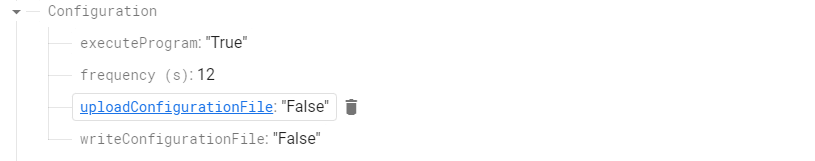 Configuration
executeProgram: "True"
frequency (s): 12
uploadConfigurationFile: "False"
writeConfigurationFile: "False"